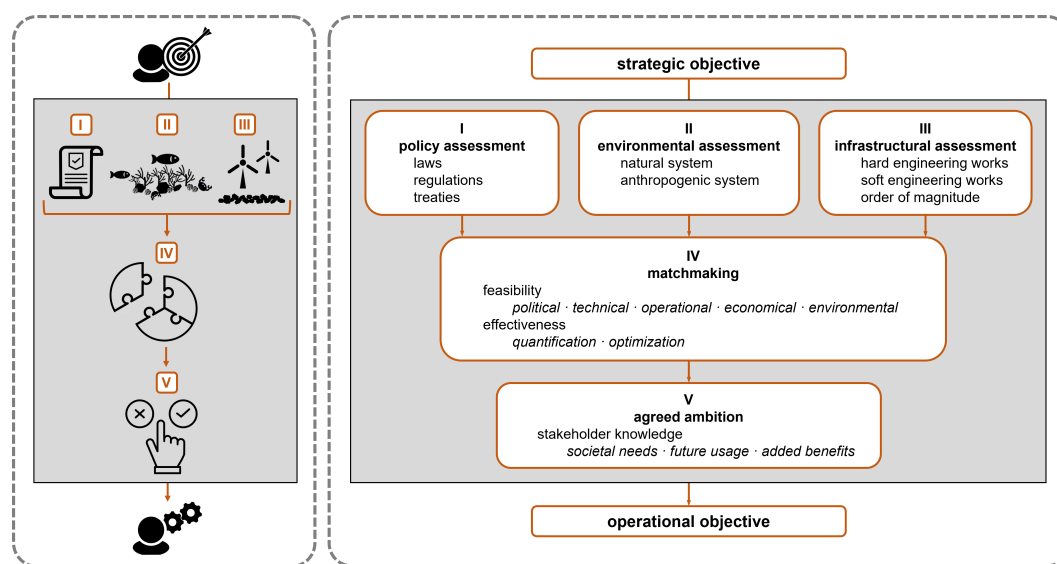 I
II
III
IV
V
strategic objective
I
policy assessment
laws
regulations
treaties
II
environmental assessment
natural system
anthropogenic system
III
infrastructural assessment
hard engineering works
soft engineering works
order of magnitude
IV
matchmaking
feasibility
political · technical · operational · economical · environmental
effectiveness
quantification · optimization
V
agreed ambition
stakeholder knowledge
societal needs · future usage · added benefits
operational objective